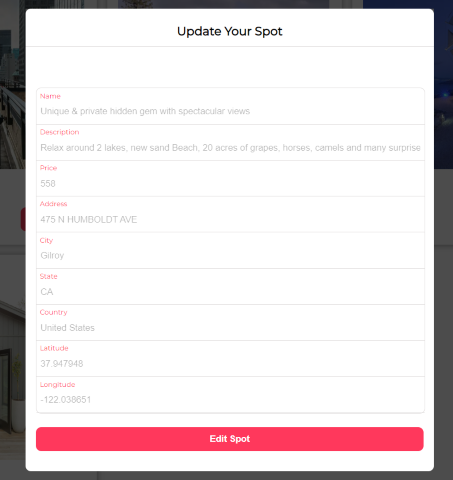 Update Your Spot
Name
Unique & private hidden gem with spectacular views
Description
Relax around 2 lakes, new sand Beach, 20 acres of grapes, horses, camels and many surprise
Price
558
Address
475 N HUMBOLDT AVE
City
Gilroy
State
CA
Country
United States
Latitude
37.947948
Longitude
-122.038651
Edit Spot